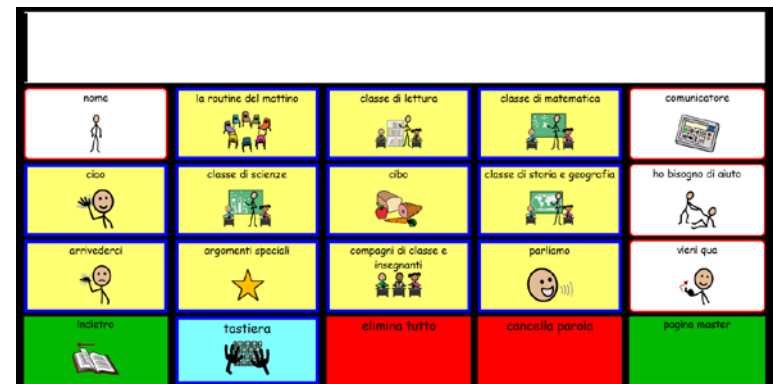 nome
la routine del mattino
classe di lettura
classe di matematica
comunicatore
ciao
classe di scienze
cibo
classe di storia e geografia
ho bisogno di aiuto
arrivederci
argomenti speciali
compagni di classe e
insegnanti
parliamo
vieni qua
indietro
tastiera
elimina tutto
cancella parola
pagina master